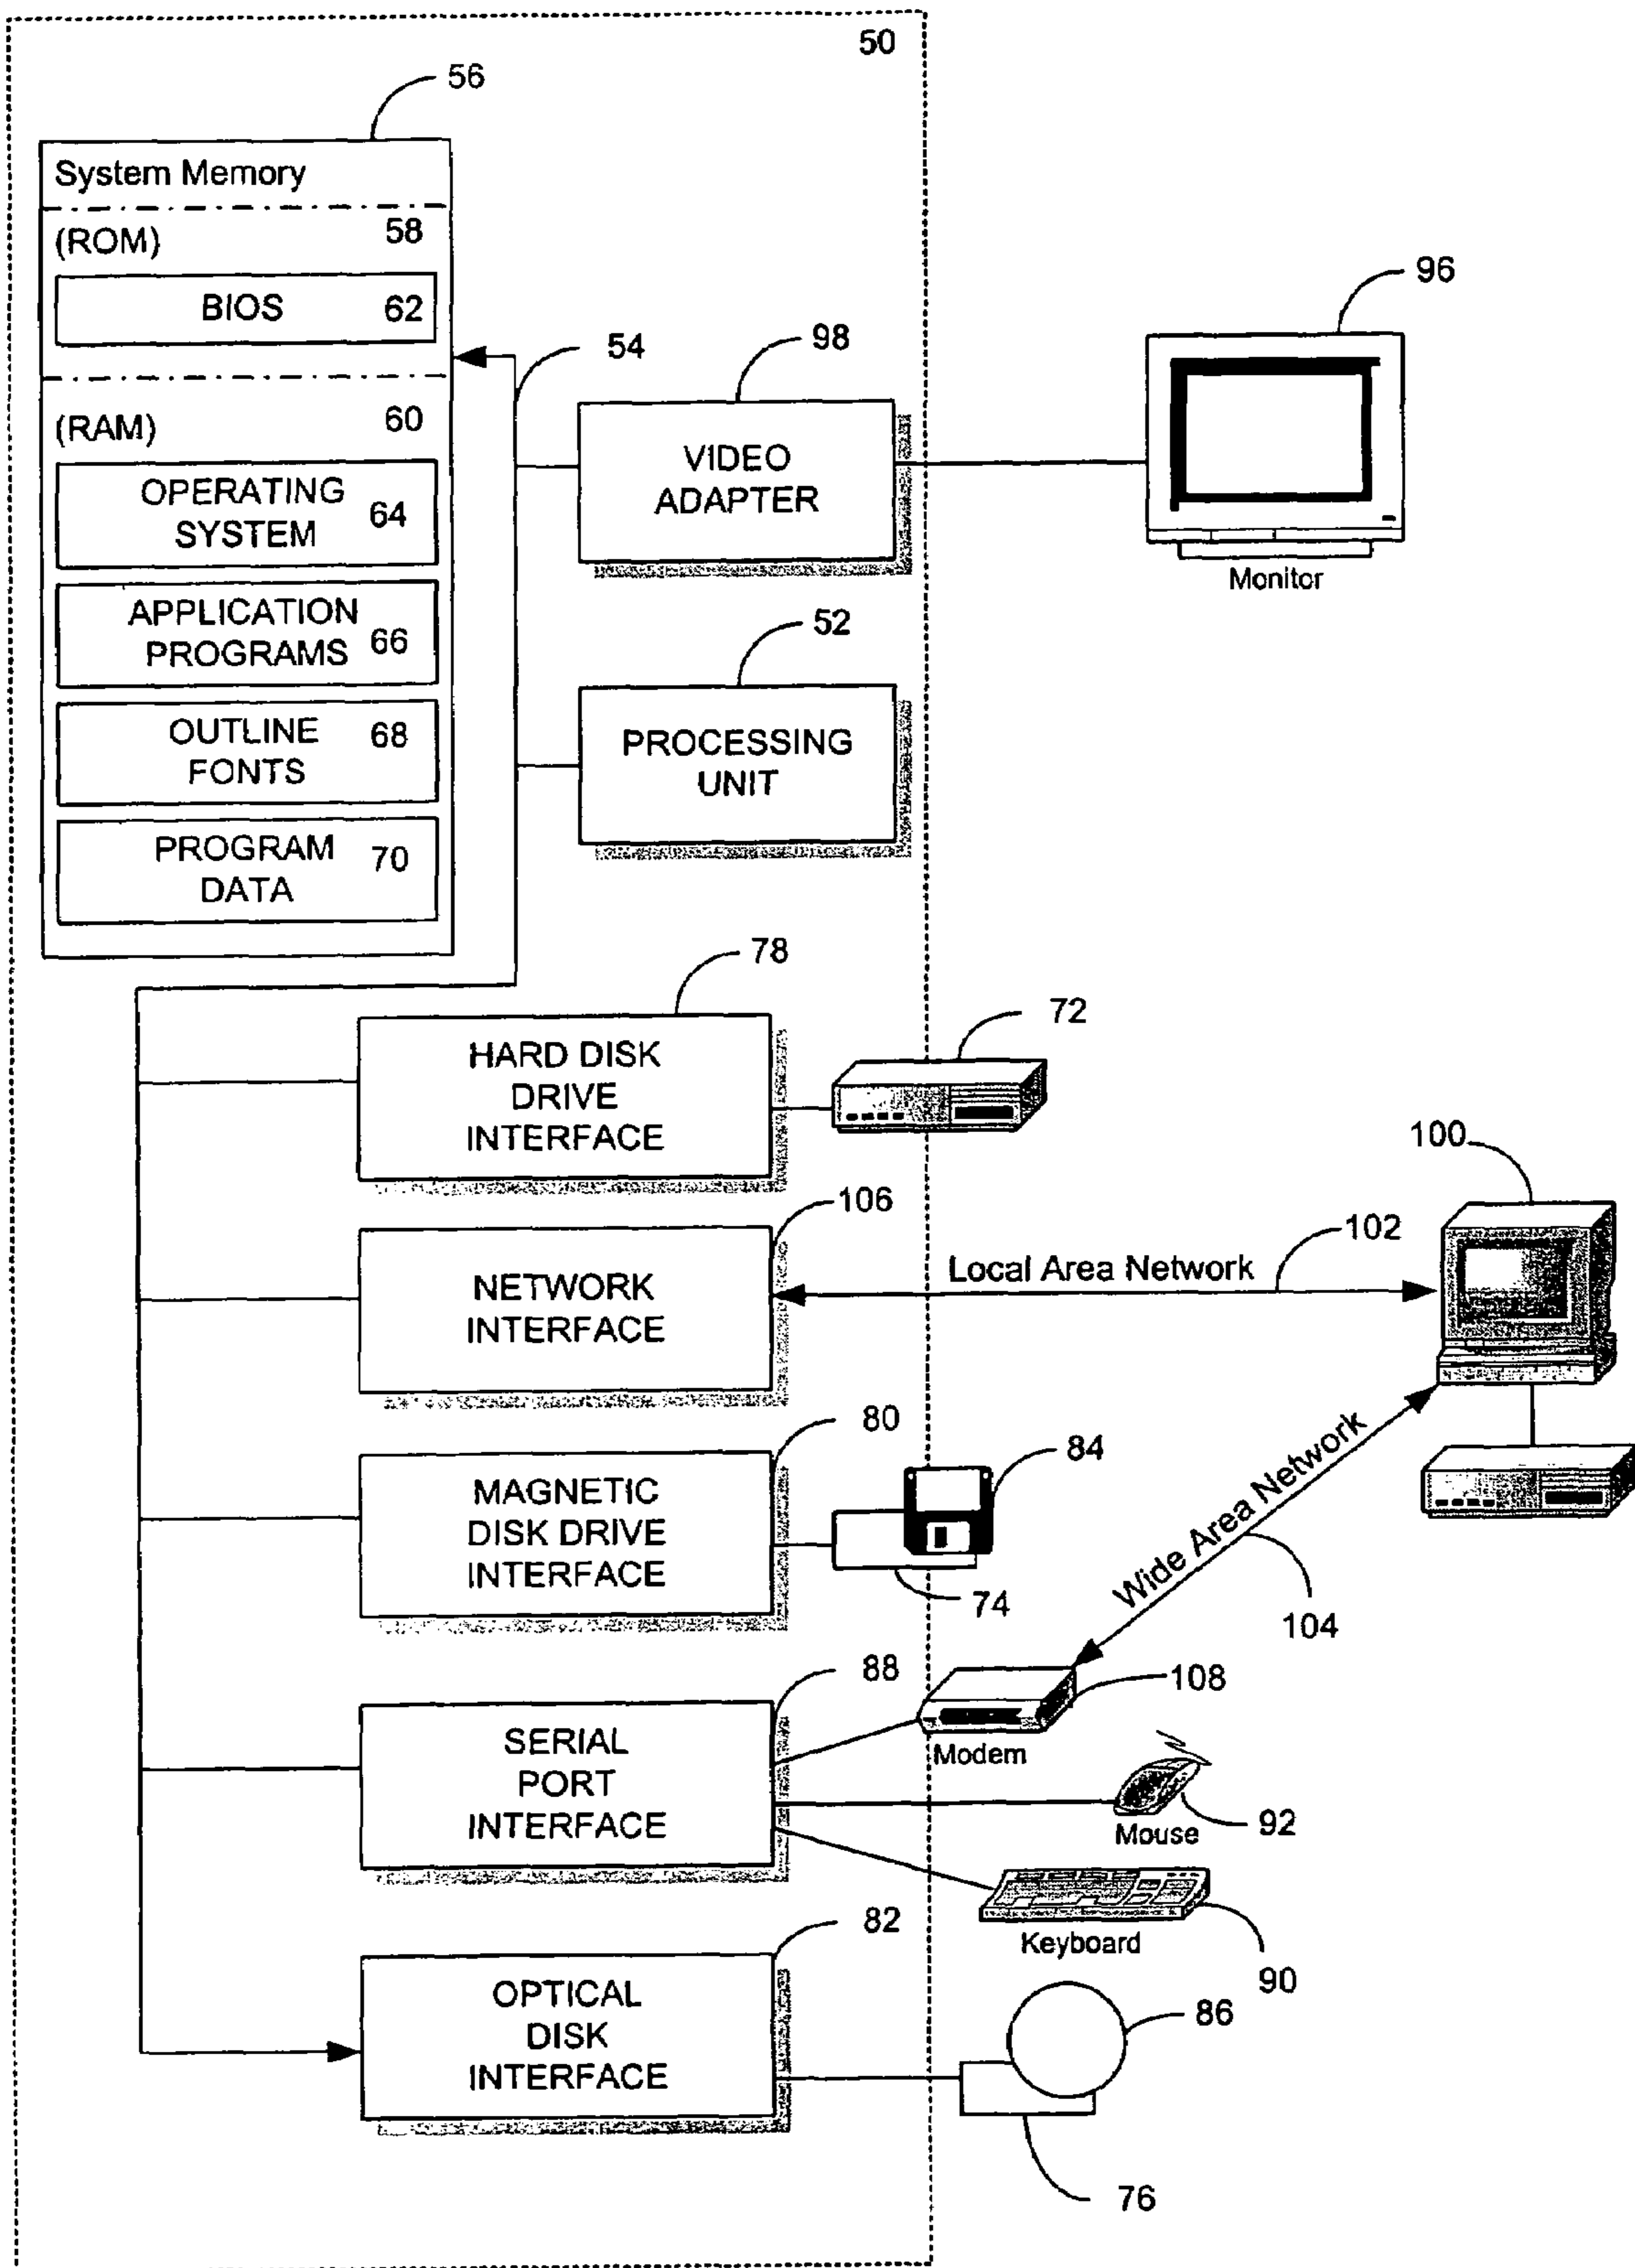 50
56
System Memory
(ROM)
58
BIOS
62
54
98
96
(RAM)
60
VIDEO
ADAPTER
OPERATING
SYSTEM
64
Monitor
APPLICATION
PROGRAMS
66
52
OUTLINE
FONTS
68
PROCESSING
UNIT
PROGRAM
DATA
70
78
72
HARD DISK
DRIVE
INTERFACE
100
106
102
Local Area Network
NETWORK
INTERFACE
80
84
MAGNETIC
DISK DRIVE
INTERFACE
74
Wide Area Network
104
88
108
SERIAL
PORT
INTERFACE
Modem
92
Mouse
Keyboard
90
82
86
OPTICAL
DISK
INTERFACE
76